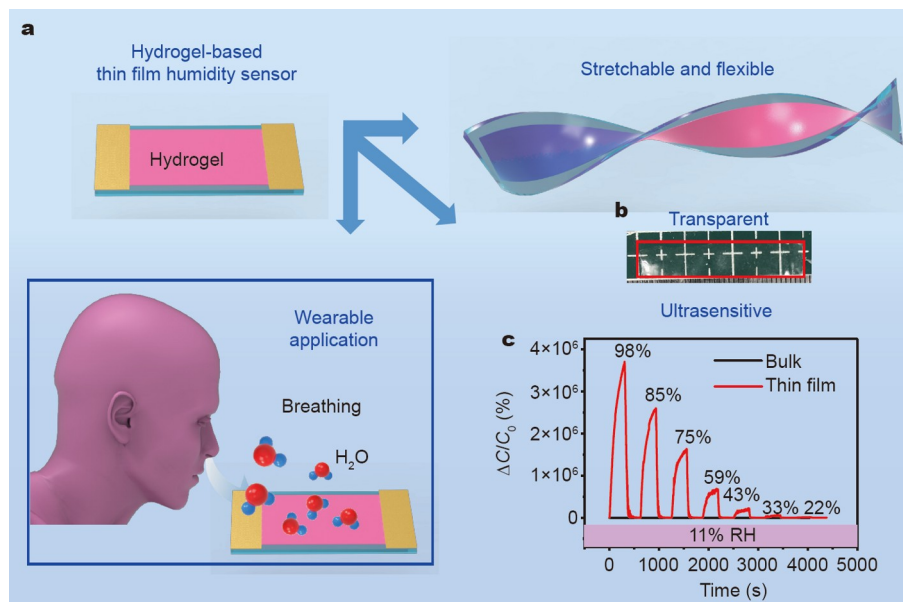 a
Hydrogel-based
thin film humidity sensor
Hydrogel
Stretchable and flexible
b
Transparent
Wearable
application
Breathing
H₂O
Ultrasensitive
c
4×10⁶
3×10⁶
2×10⁶
1×10⁶
0
ΔC/C₀ (%)
98%
85%
75%
59%
43%
33%
22%
Bulk
Thin film
11% RH
0
1000
2000
3000
4000
5000
Time (s)